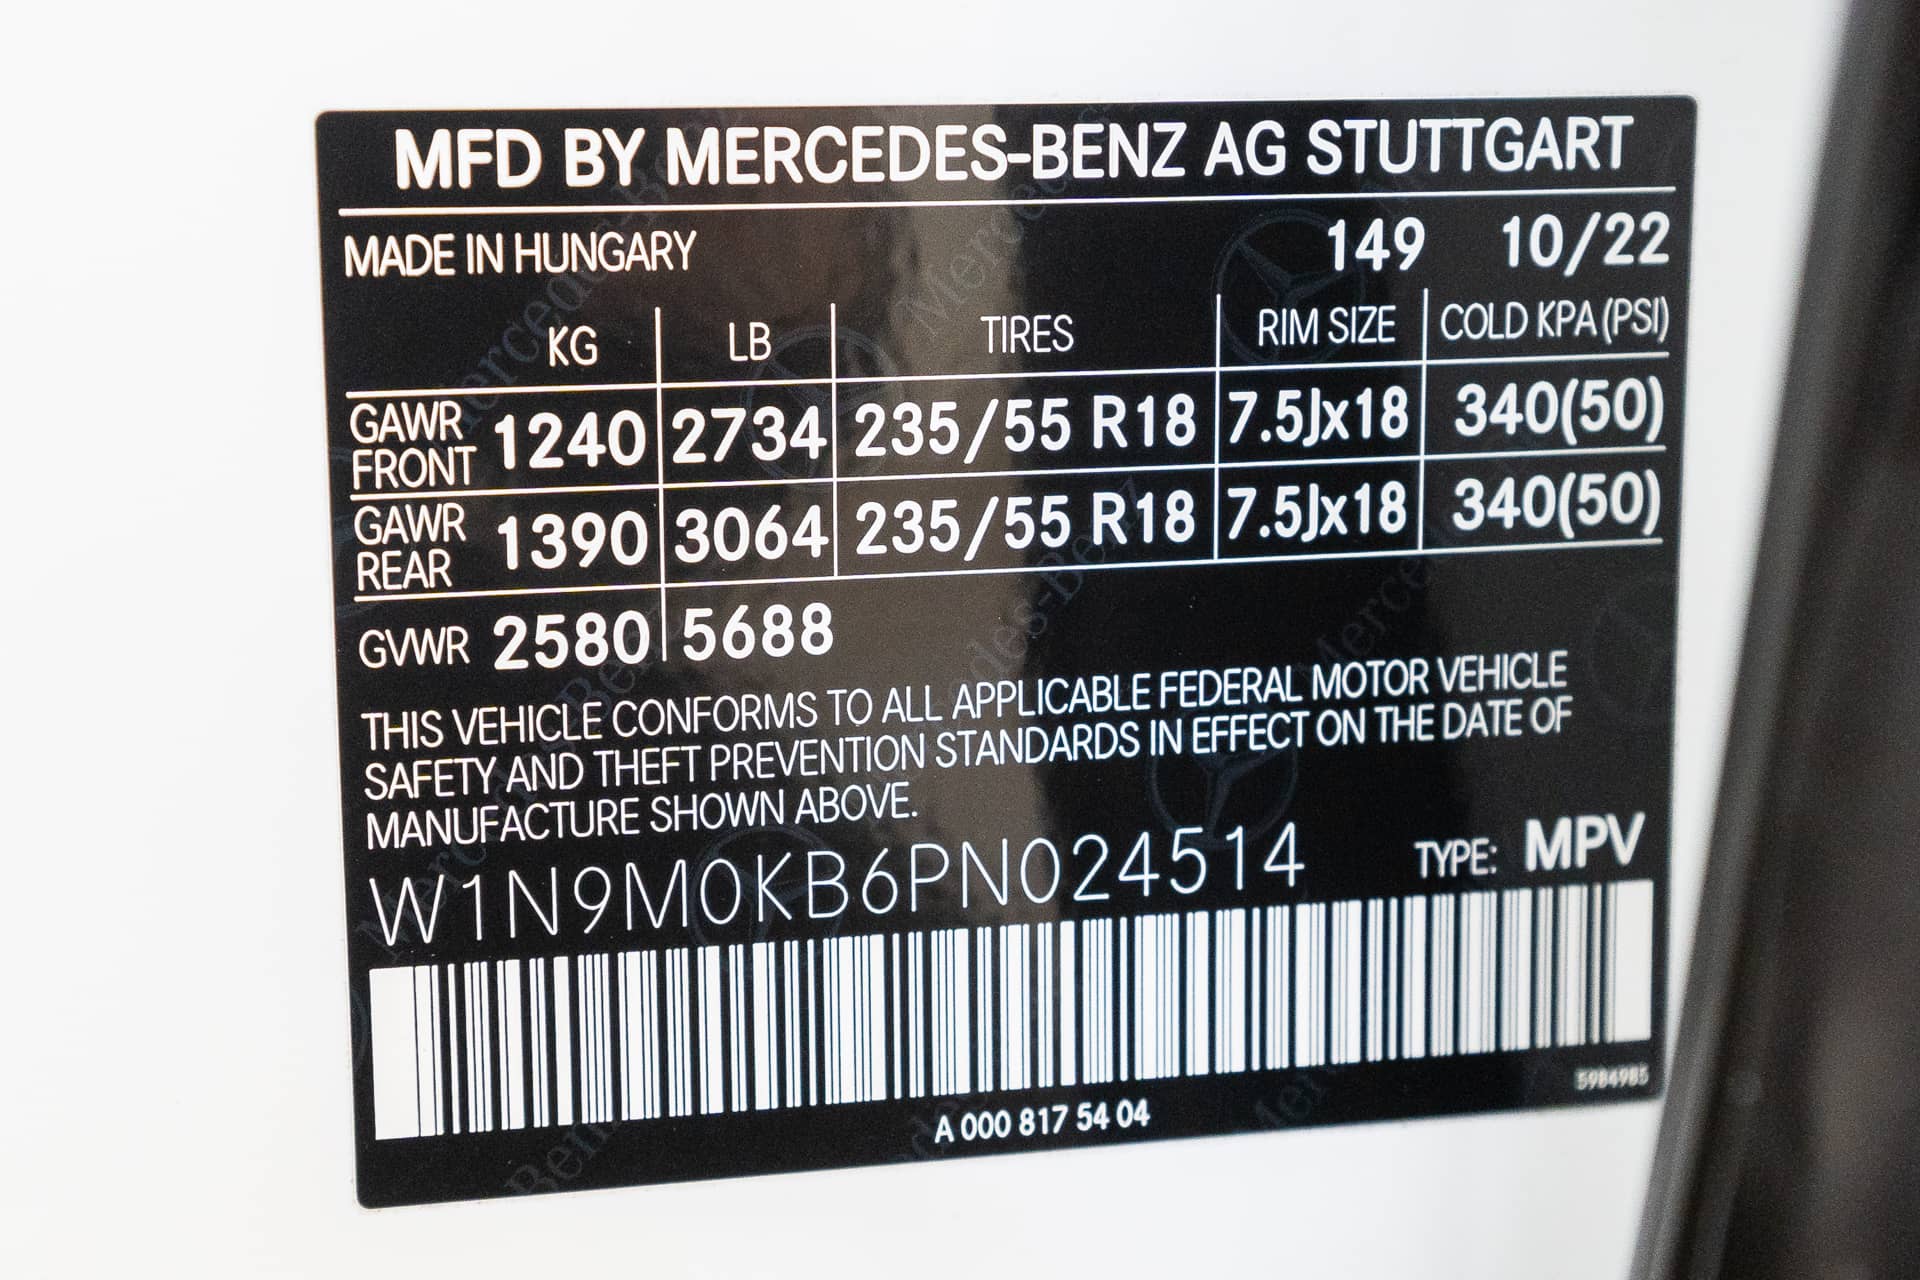 MFD BY MERCEDES-BENZ AG STUTTGART
MADE IN HUNGARY 149 10/22
KG LB TIRES RIM SIZE COLD KPA (PSI)
GAWR FRONT 1240 2734 235/55 R18 7.5Jx18 340(50)
GAWR REAR 1390 3064 235/55 R18 7.5Jx18 340(50)
GVWR 2580 5688
THIS VEHICLE CONFORMS TO ALL APPLICABLE FEDERAL MOTOR VEHICLE
SAFETY AND THEFT PREVENTION STANDARDS IN EFFECT ON THE DATE OF
MANUFACTURE SHOWN ABOVE.
W1N9M0KB6PN024514 TYPE: MPV
5984985
A 000 817 54 04